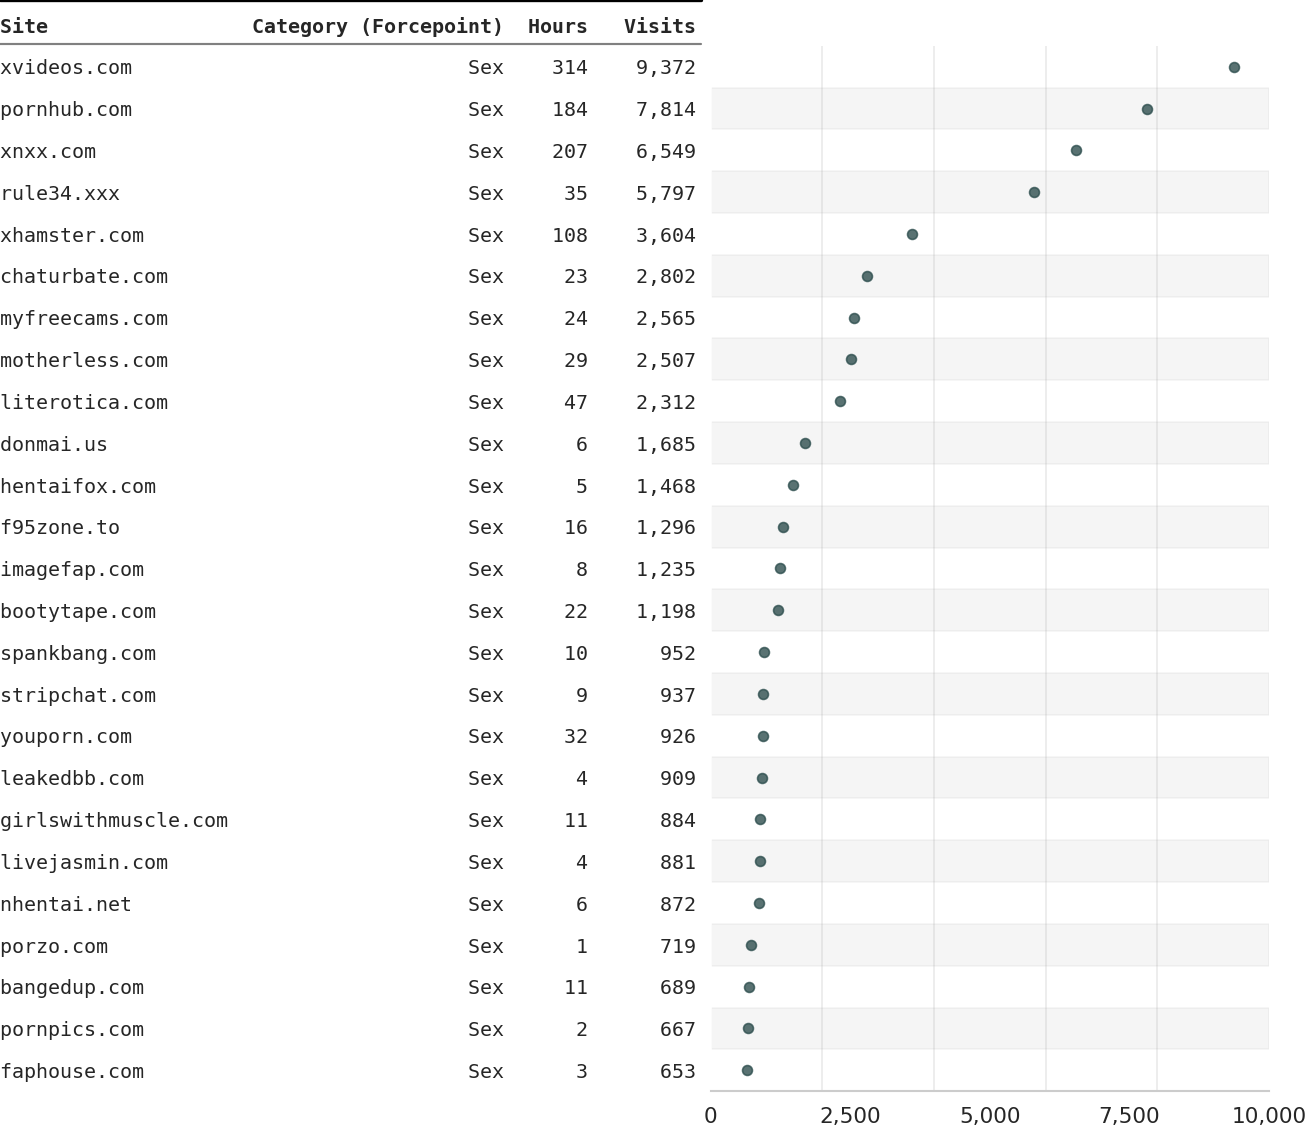 Site Category (Forcepoint) Hours Visits
xvideos.com Sex 314 9,372
pornhub.com Sex 184 7,814
xnxx.com Sex 207 6,549
rule34.xxx Sex 35 5,797
xhamster.com Sex 108 3,604
chaturbate.com Sex 23 2,802
myfreecams.com Sex 24 2,565
motherless.com Sex 29 2,507
literotica.com Sex 47 2,312
donmai.us Sex 6 1,685
hentaifox.com Sex 5 1,468
f95zone.to Sex 16 1,296
imagefap.com Sex 8 1,235
bootytape.com Sex 22 1,198
spankbang.com Sex 10 952
stripchat.com Sex 9 937
youporn.com Sex 32 926
leakedbb.com Sex 4 909
girlswithmuscle.com Sex 11 884
livejasmin.com Sex 4 881
nhentai.net Sex 6 872
porzo.com Sex 1 719
bangedup.com Sex 11 689
pornpics.com Sex 2 667
faphouse.com Sex 3 653
0 2,500 5,000 7,500 10,000